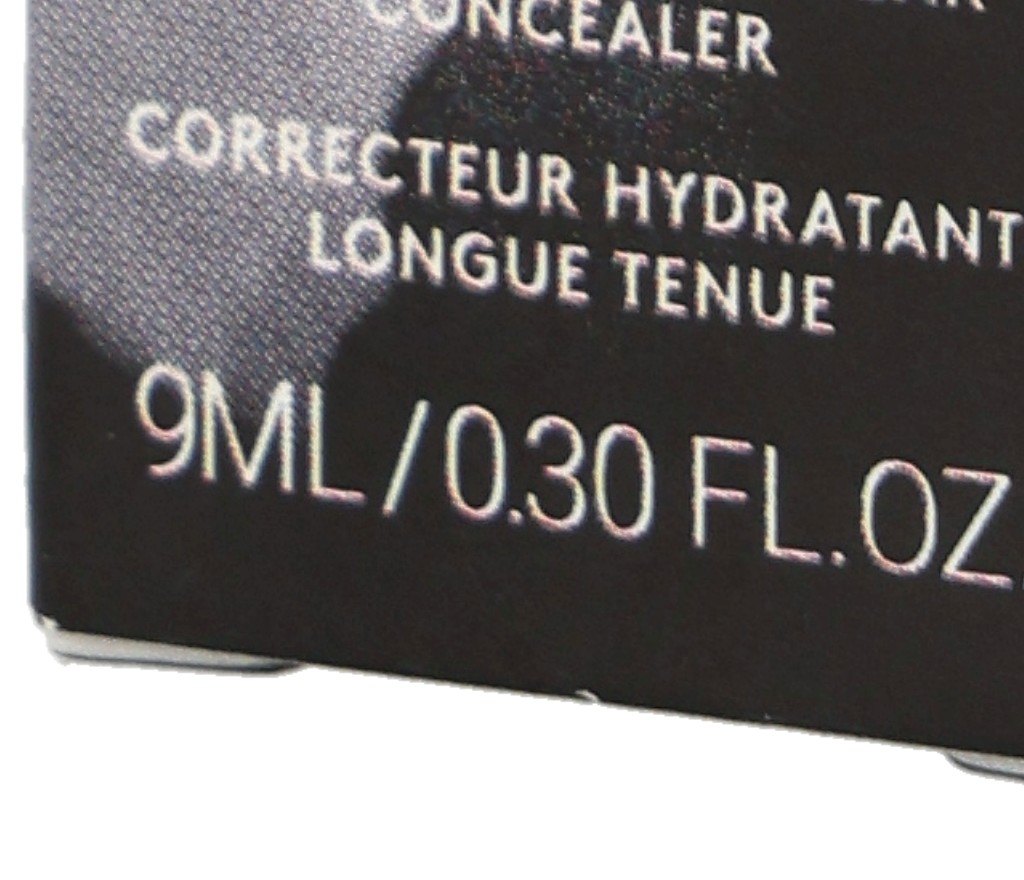 CONCEALER
CORRECTEUR HYDRATANT
LONGUE TENUE
9ML / 0.30 FL.OZ.